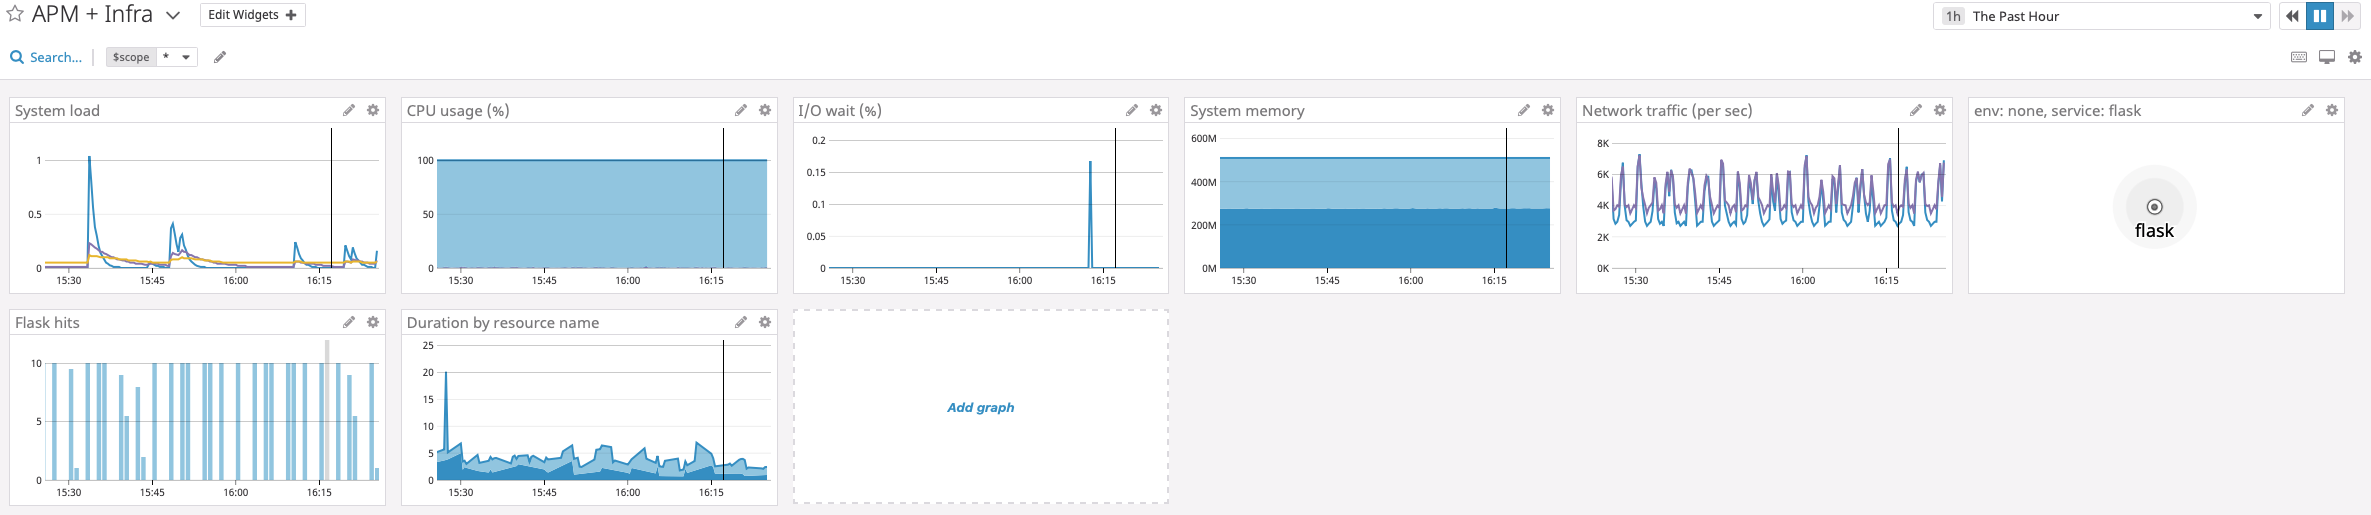 APM + Infra
Edit Widgets +
1h The Past Hour
Search...
$scope *
System load
1
0.5
0
15:30 15:45 16:00 16:15
CPU usage (%)
100
50
0
15:30 15:45 16:00 16:15
I/O wait (%)
0.2
0.15
0.1
0.05
0
15:30 15:45 16:00 16:15
System memory
600M
400M
200M
0M
15:30 15:45 16:00 16:15
Network traffic (per sec)
8K
6K
4K
2K
0K
15:30 15:45 16:00 16:15
env: none, service: flask
flask
Flask hits
10
5
0
15:30 15:45 16:00 16:15
Duration by resource name
25
20
15
10
5
0
15:30 15:45 16:00 16:15
Add graph